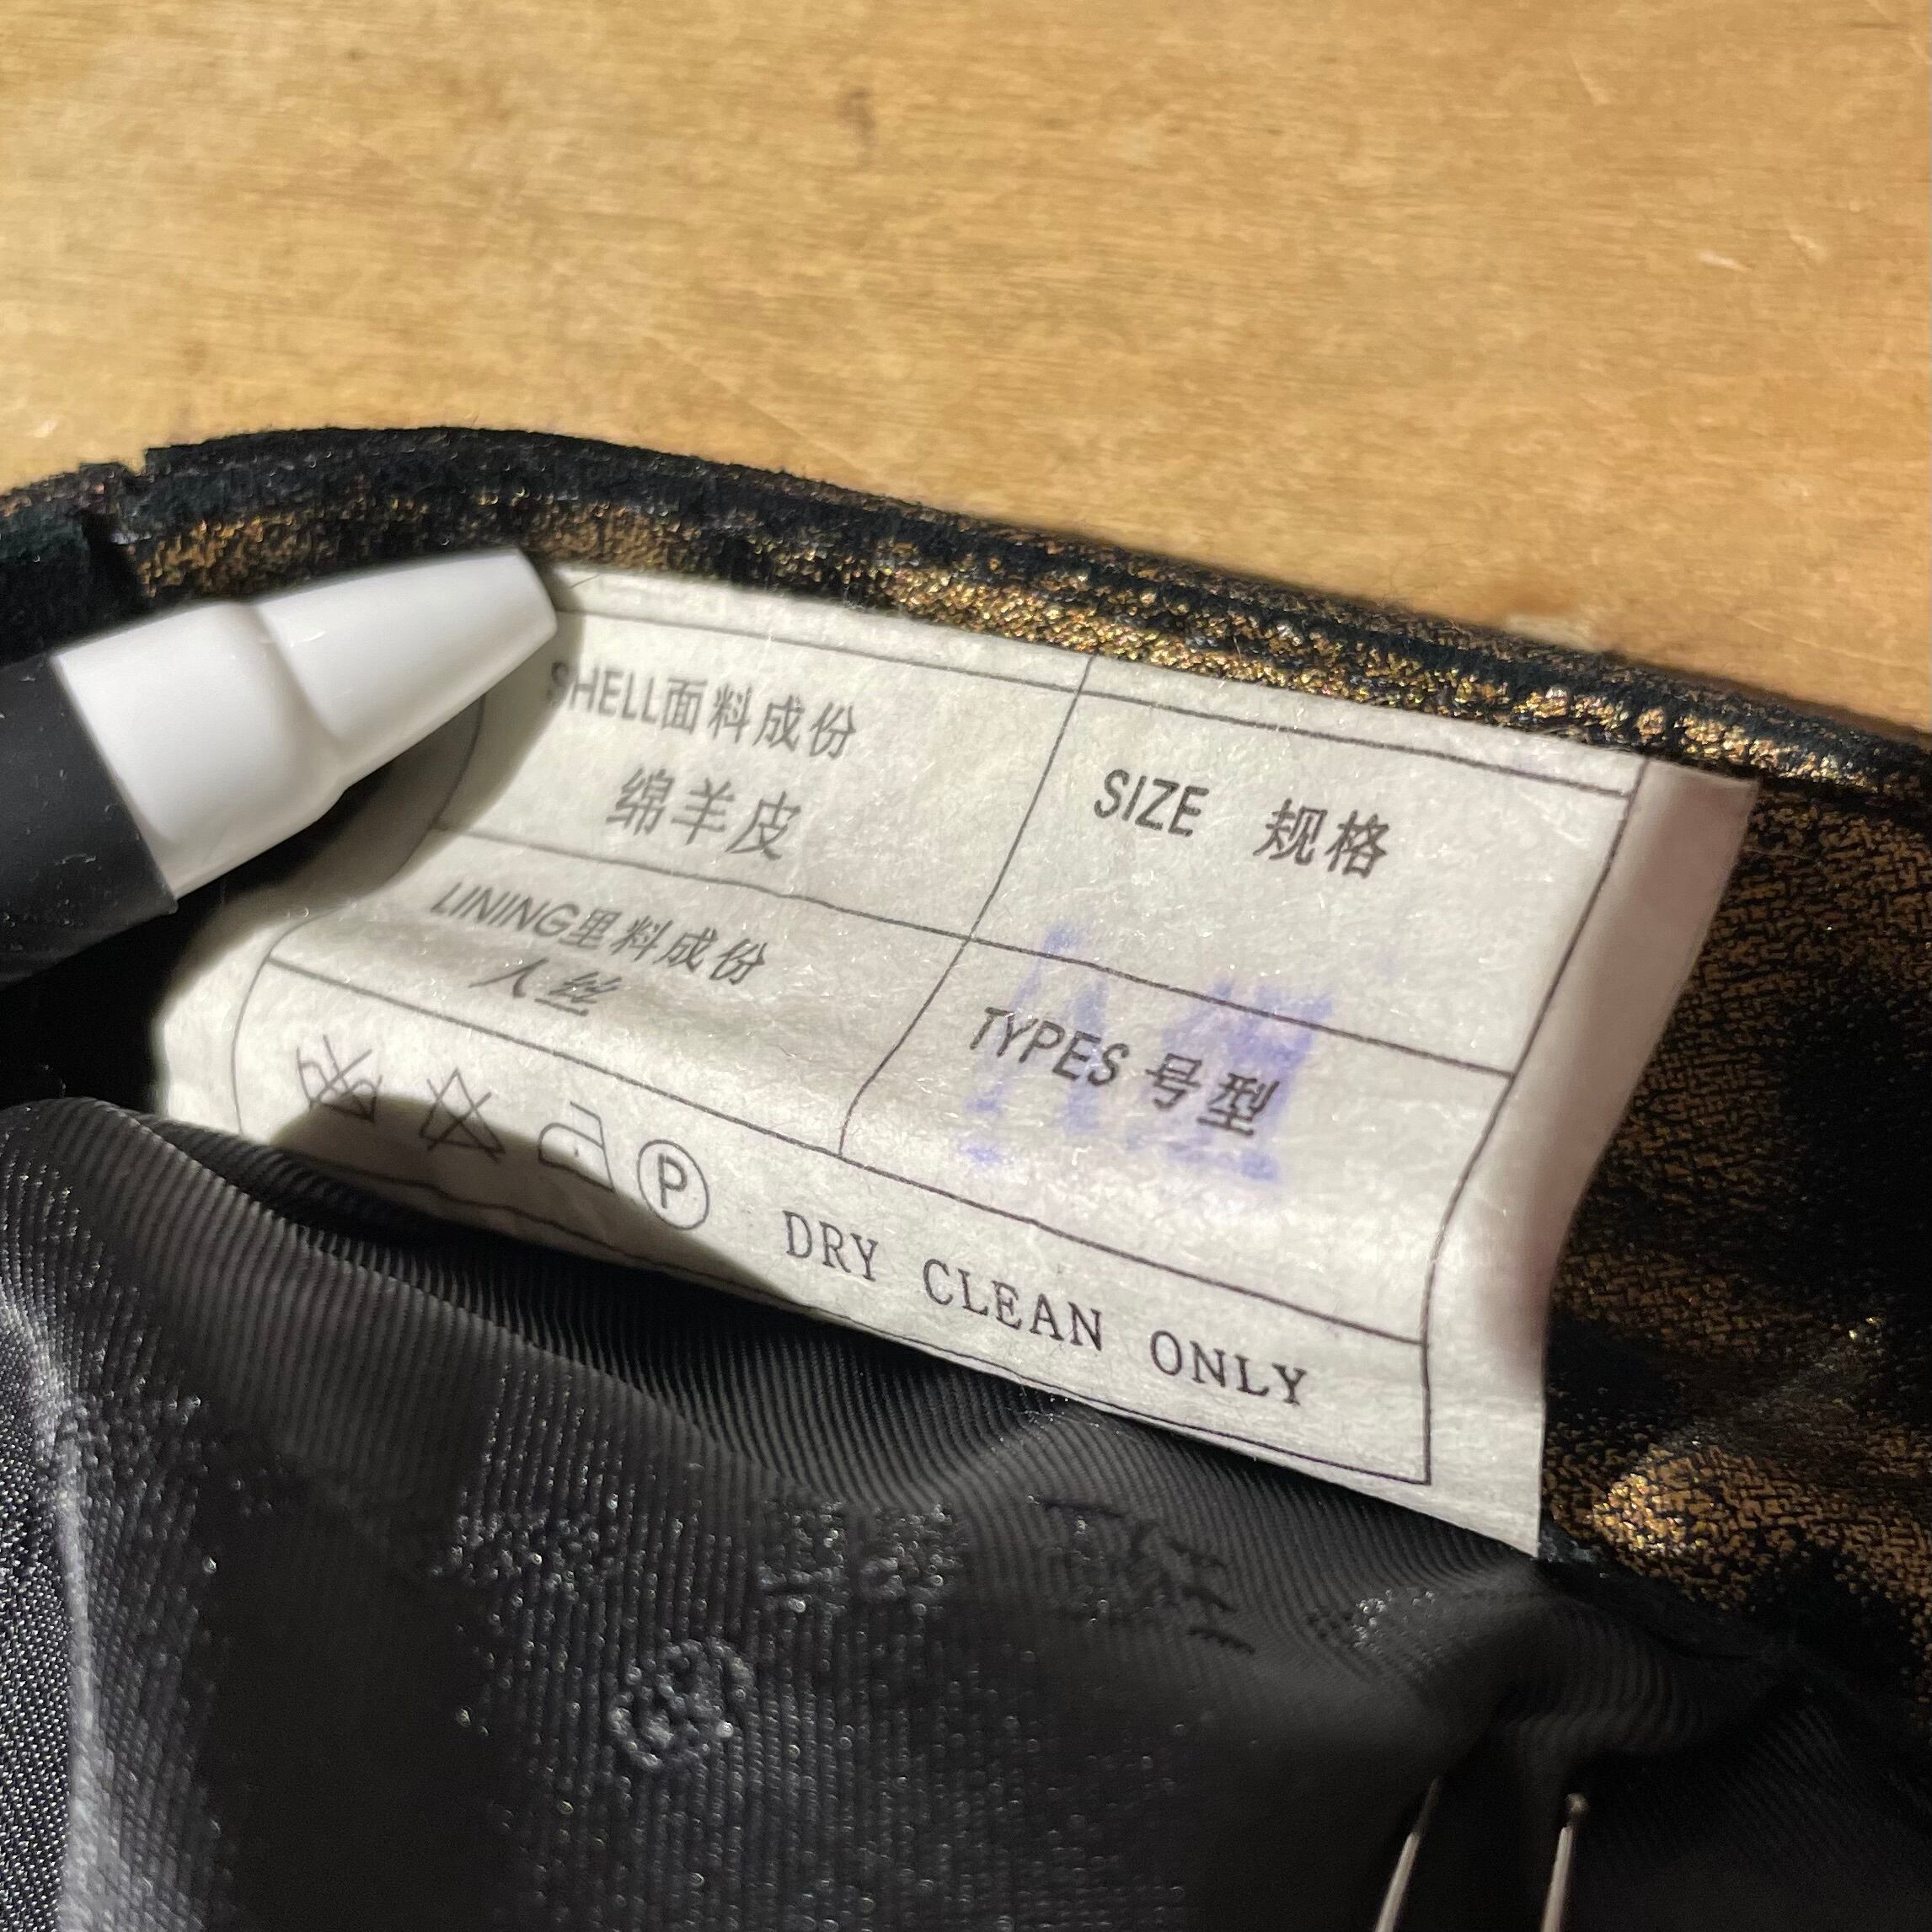 SHELL面料成份
绵羊皮
SIZE 规格
LINING里料成份
人丝
TYPES 号型
P DRY CLEAN ONLY